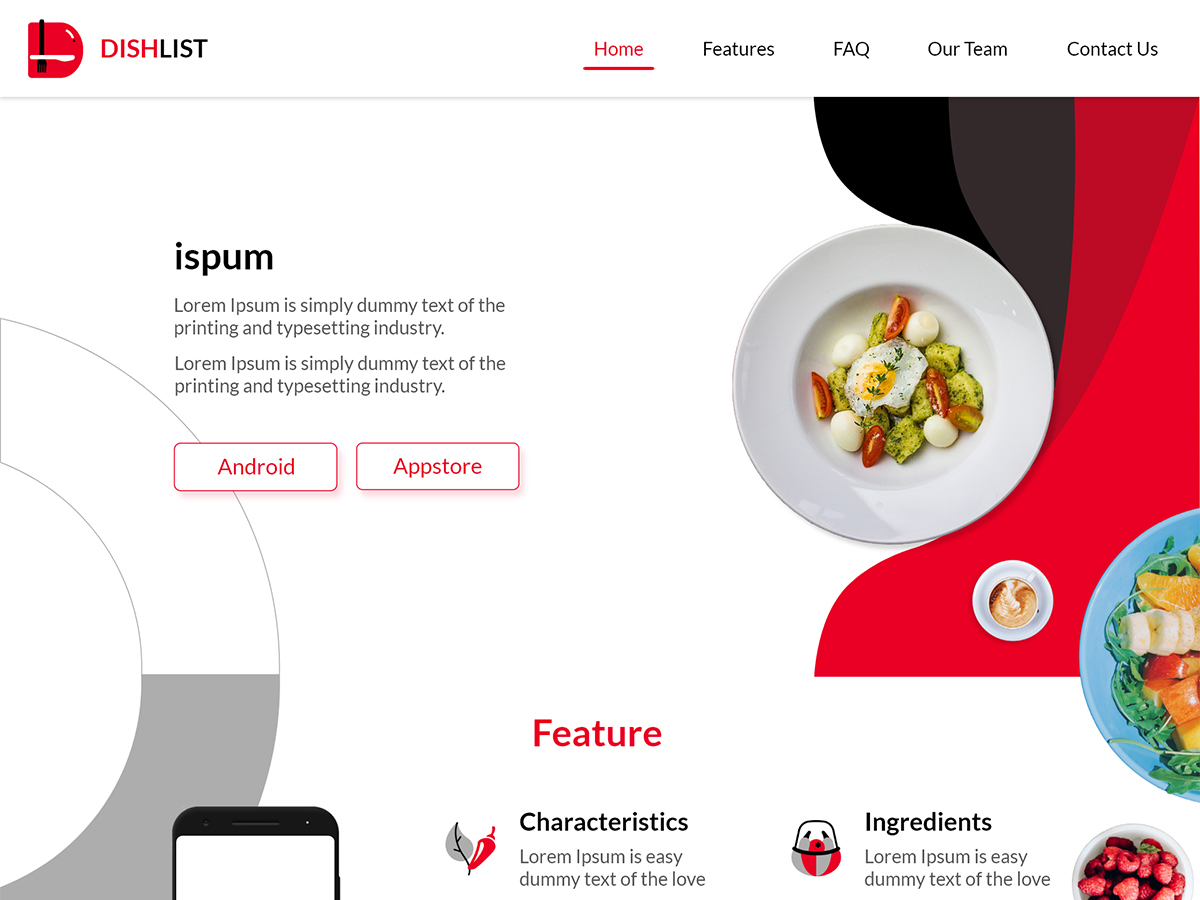 DISHLIST
Home
Features
FAQ
Our Team
Contact Us
ispum
Lorem Ipsum is simply dummy text of the
printing and typesetting industry.
Lorem Ipsum is simply dummy text of the
printing and typesetting industry.
Android
Appstore
Feature
Characteristics
Lorem Ipsum is easy
dummy text of the love
Ingredients
Lorem Ipsum is easy
dummy text of the love